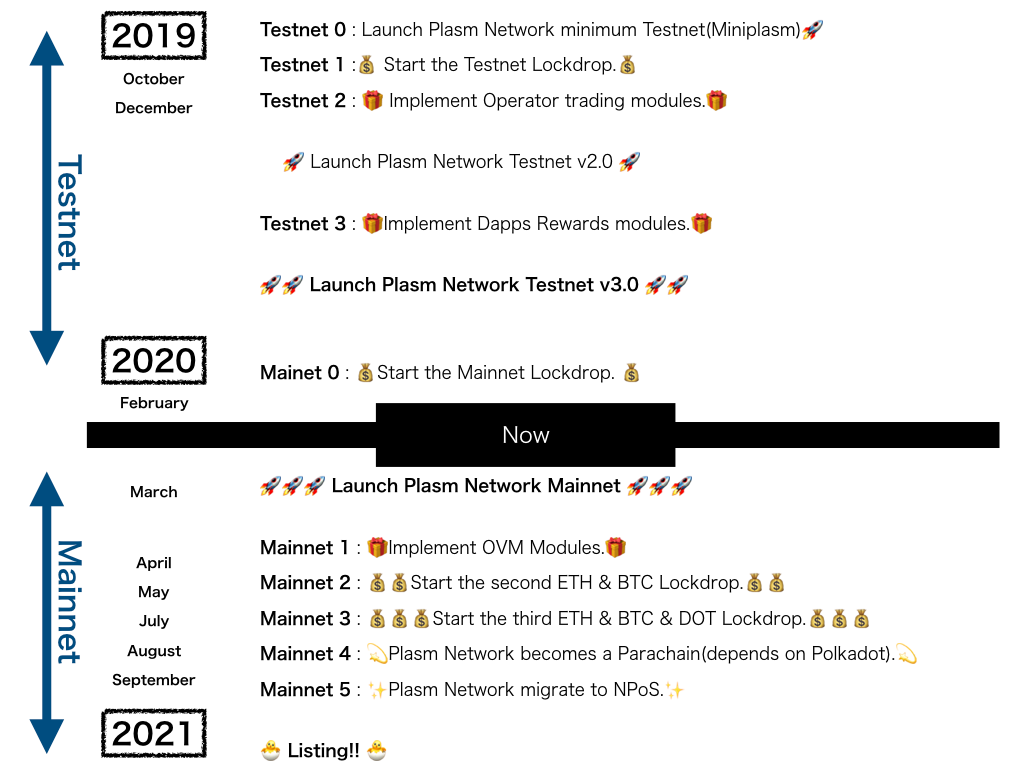 2019
Testnet 0 : Launch Plasm Network minimum Testnet(Miniplasm)🚀
October
Testnet 1 :💰 Start the Testnet Lockdrop.💰
December
Testnet 2 : 🎁 Implement Operator trading modules.🎁
🚀 Launch Plasm Network Testnet v2.0 🚀
Testnet
Testnet 3 : 🎁Implement Dapps Rewards modules.🎁
🚀🚀 Launch Plasm Network Testnet v3.0 🚀🚀
2020
Mainet 0 : 💰Start the Mainnet Lockdrop. 💰
February
Now
March
🚀🚀🚀 Launch Plasm Network Mainnet 🚀🚀🚀
Mainnet
Mainnet 1 : 🎁Implement OVM Modules.🎁
April
Mainnet 2 : 💰💰Start the second ETH & BTC Lockdrop.💰💰
May
Mainnet 3 : 💰💰💰Start the third ETH & BTC & DOT Lockdrop.💰💰💰
July
Mainnet 4 : 💫Plasm Network becomes a Parachain(depends on Polkadot).💫
August
Mainnet 5 : ✨Plasm Network migrate to NPoS.✨
September
2021
🐣 Listing!! 🐣